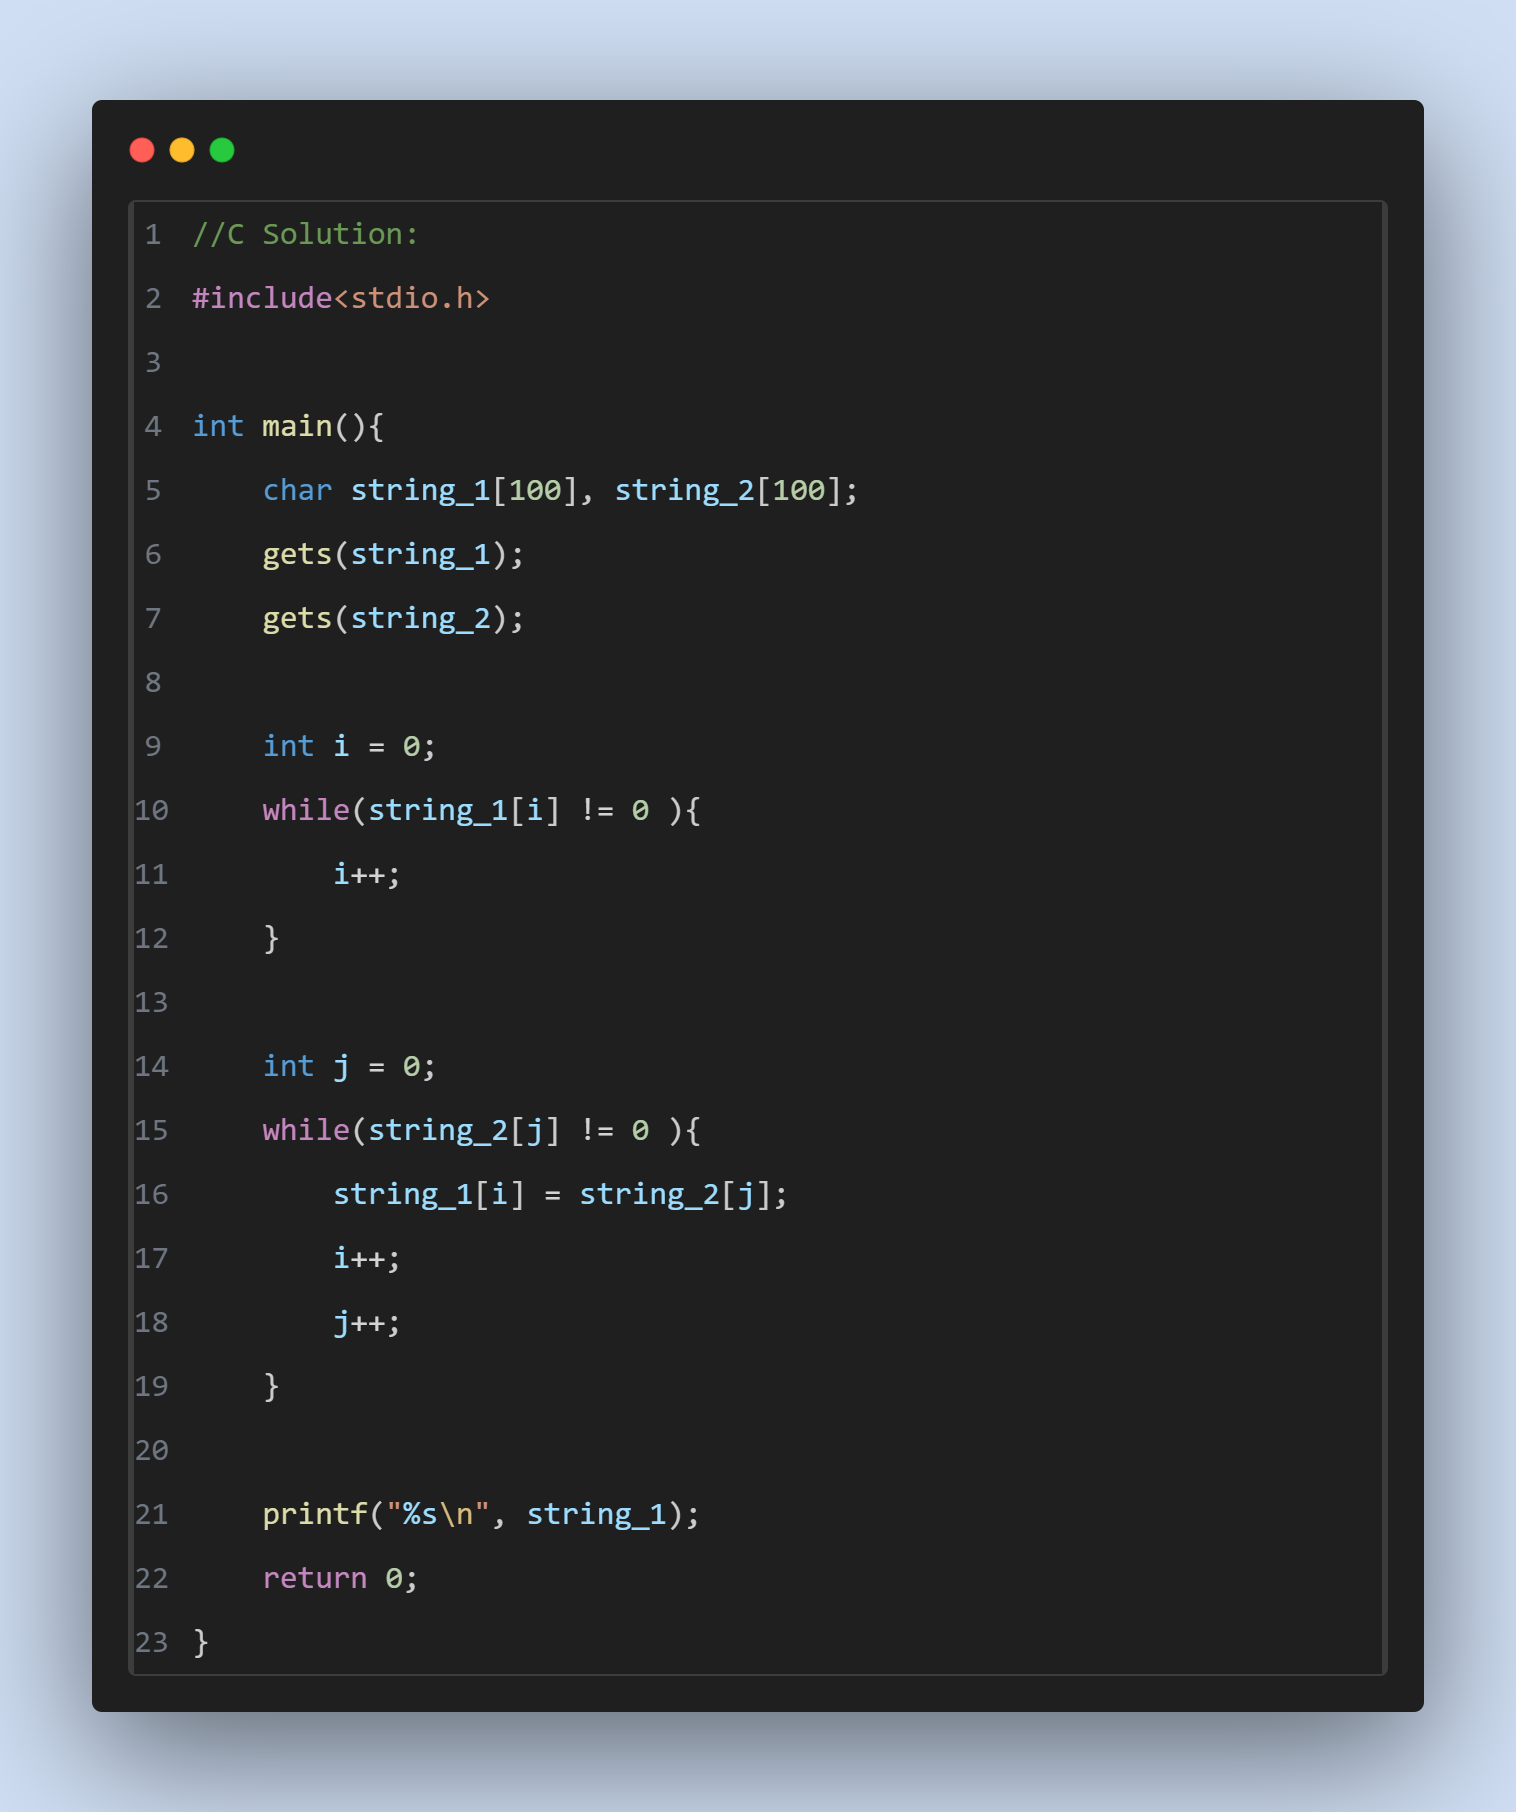 1 //C Solution:
2 #include<stdio.h>
3
4 int main(){
5     char string_1[100], string_2[100];
6     gets(string_1);
7     gets(string_2);
8
9     int i = 0;
10     while(string_1[i] != 0 ){
11         i++;
12     }
13
14     int j = 0;
15     while(string_2[j] != 0 ){
16         string_1[i] = string_2[j];
17         i++;
18         j++;
19     }
20
21     printf("%s\n", string_1);
22     return 0;
23 }